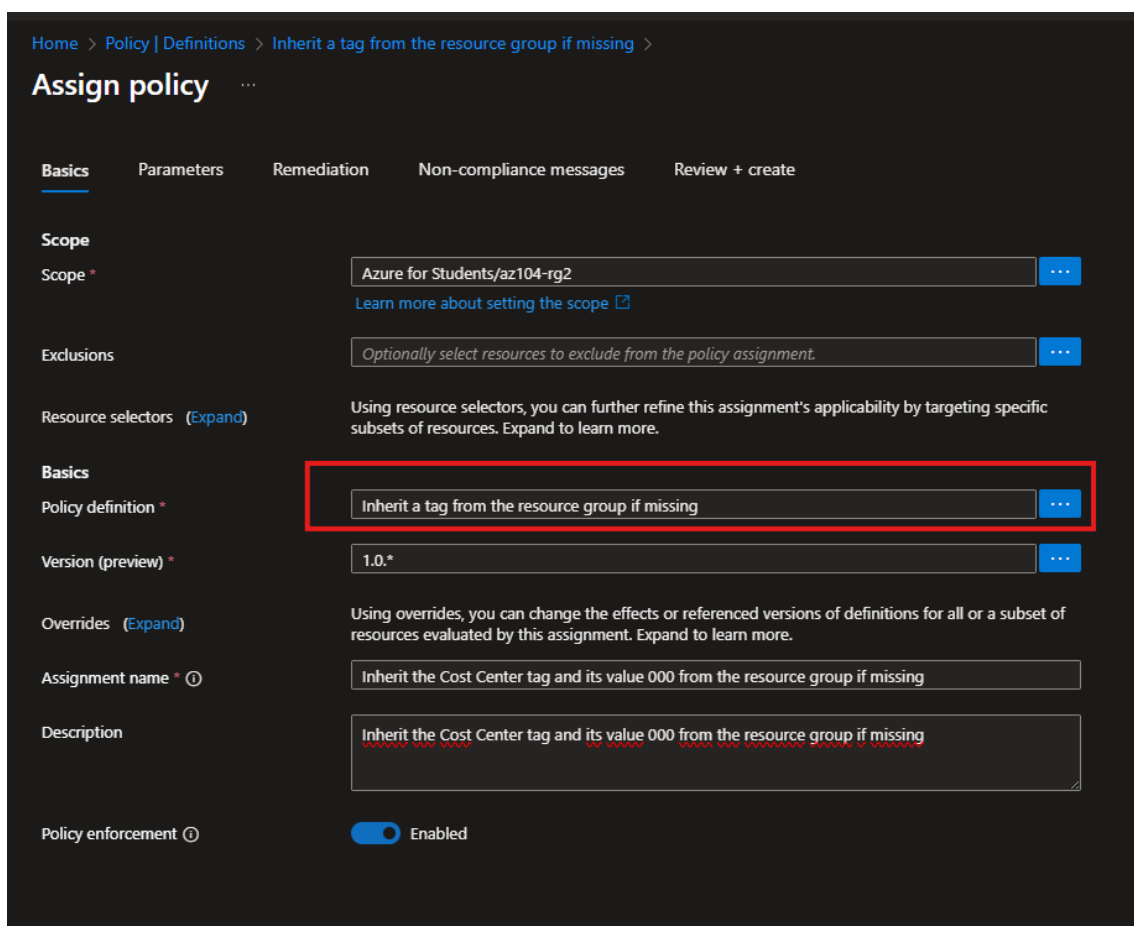 Home > Policy | Definitions > Inherit a tag from the resource group if missing >
Assign policy ...
Basics Parameters Remediation Non-compliance messages Review + create
Scope
Scope * Azure for Students/az104-rg2 ...
Learn more about setting the scope
Exclusions Optionally select resources to exclude from the policy assignment. ...
Resource selectors (Expand) Using resource selectors, you can further refine this assignment's applicability by targeting specific
subsets of resources. Expand to learn more.
Basics
Policy definition * Inherit a tag from the resource group if missing ...
Version (preview) * 1.0.* ...
Overrides (Expand) Using overrides, you can change the effects or referenced versions of definitions for all or a subset of
resources evaluated by this assignment. Expand to learn more.
Assignment name * Inherit the Cost Center tag and its value 000 from the resource group if missing
Description Inherit the Cost Center tag and its value 000 from the resource group if missing
Policy enforcement Enabled